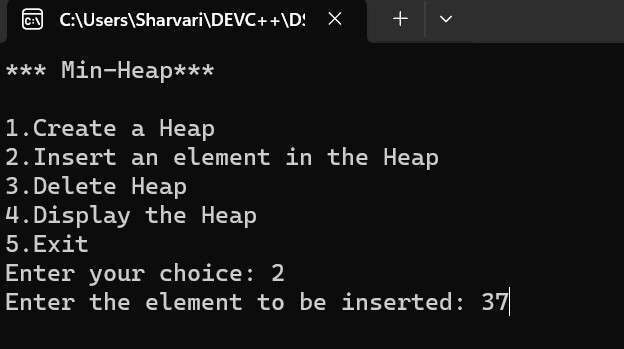 C:\Users\Sharvari\DEVC++\DS
*** Min-Heap***
1.Create a Heap
2.Insert an element in the Heap
3.Delete Heap
4.Display the Heap
5.Exit
Enter your choice: 2
Enter the element to be inserted: 37